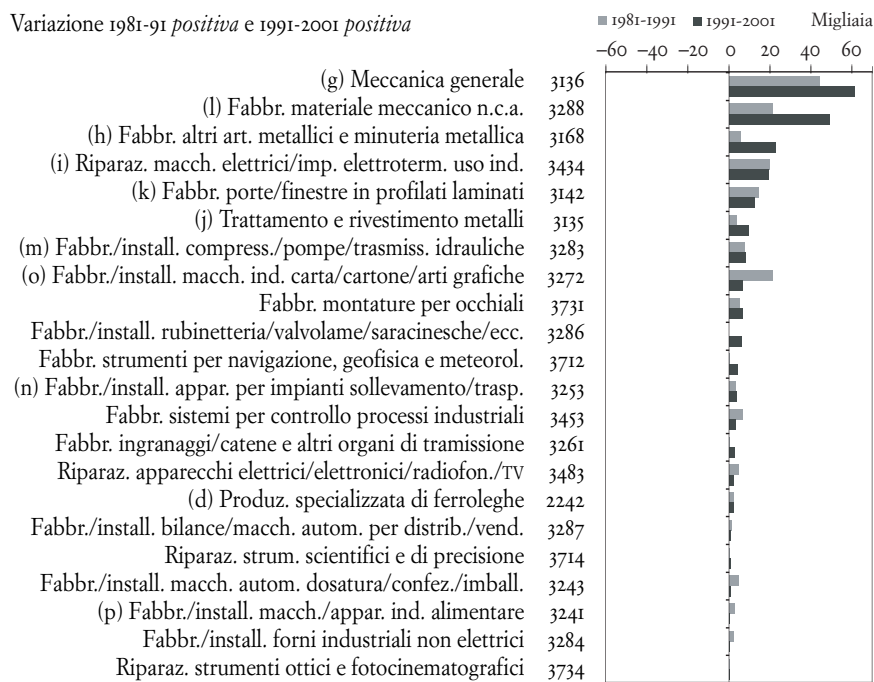 Variazione 1981-91 positiva e 1991-2001 positiva
1981-1991 1991-2001 Migliaia
−60 −40 −20 0 20 40 60
(g) Meccanica generale 3136
(l) Fabbr. materiale meccanico n.c.a. 3288
(h) Fabbr. altri art. metallici e minuteria metallica 3168
(i) Riparaz. macch. elettrici/imp. elettroterm. uso ind. 3434
(k) Fabbr. porte/finestre in profilati laminati 3142
(j) Trattamento e rivestimento metalli 3135
(m) Fabbr./install. compress./pompe/trasmiss. idrauliche 3283
(o) Fabbr./install. macch. ind. carta/cartone/arti grafiche 3272
Fabbr. montature per occhiali 3731
Fabbr./install. rubinetteria/valvolame/saracinesche/ecc. 3286
Fabbr. strumenti per navigazione, geofisica e meteorol. 3712
(n) Fabbr./install. appar. per impianti sollevamento/trasp. 3253
Fabbr. sistemi per controllo processi industriali 3453
Fabbr. ingranaggi/catene e altri organi di tramissione 3261
Riparaz. apparecchi elettrici/elettronici/radiofon./TV 3483
(d) Produz. specializzata di ferroleghe 2242
Fabbr./install. bilance/macch. autom. per distrib./vend. 3287
Riparaz. strum. scientifici e di precisione 3714
Fabbr./install. macch. autom. dosatura/confez./imball. 3243
(p) Fabbr./install. macch./appar. ind. alimentare 3241
Fabbr./install. forni industriali non elettrici 3284
Riparaz. strumenti ottici e fotocinematografici 3734